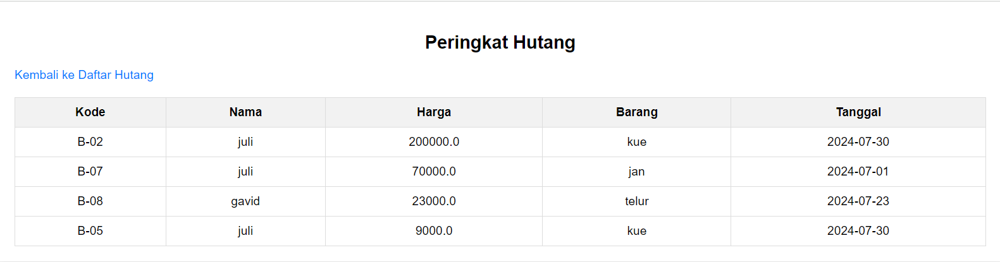 Peringkat Hutang
Kembali ke Daftar Hutang
Kode Nama Harga Barang Tanggal
B-02 juli 200000.0 kue 2024-07-30
B-07 juli 70000.0 jan 2024-07-01
B-08 gavid 23000.0 telur 2024-07-23
B-05 juli 9000.0 kue 2024-07-30